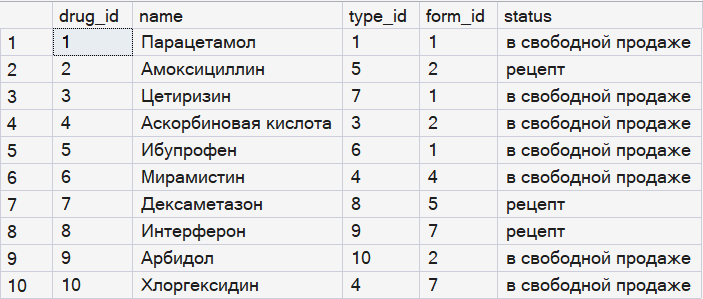 drug_id name type_id form_id status
1 1 Парацетамол 1 1 в свободной продаже
2 2 Амоксициллин 5 2 рецепт
3 3 Цетиризин 7 1 в свободной продаже
4 4 Аскорбиновая кислота 3 2 в свободной продаже
5 5 Ибупрофен 6 1 в свободной продаже
6 6 Мирамистин 4 4 в свободной продаже
7 7 Дексаметазон 8 5 рецепт
8 8 Интерферон 9 7 рецепт
9 9 Арбидол 10 2 в свободной продаже
10 10 Хлоргексидин 4 7 в свободной продаже